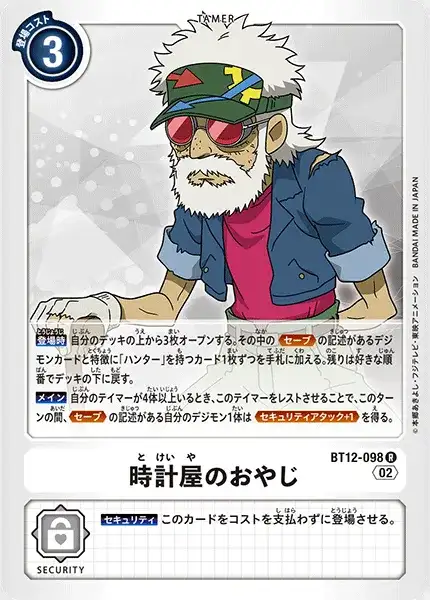 TAMER
登場コスト
3
登場時 自分のデッキの上から3枚オープンする。その中の セーブ の記述があるデジ
モンカードと特徴に「ハンター」を持つカード1枚ずつを手札に加える。残りは好きな順
番でデッキの下に戻す。
メイン 自分のテイマーが4体以上いるとき、このテイマーをレストさせることで、このター
ンの間、 セーブ の記述がある自分のデジモン1体は セキュリティアタック+1 を得る。
© 本郷あきよし・フジテレビ・東映アニメーション BANDAI MADE IN JAPAN
BT12-098 R
02
と けい や
時計屋のおやじ
セキュリティ このカードをコストを支払わずに登場させる。
SECURITY